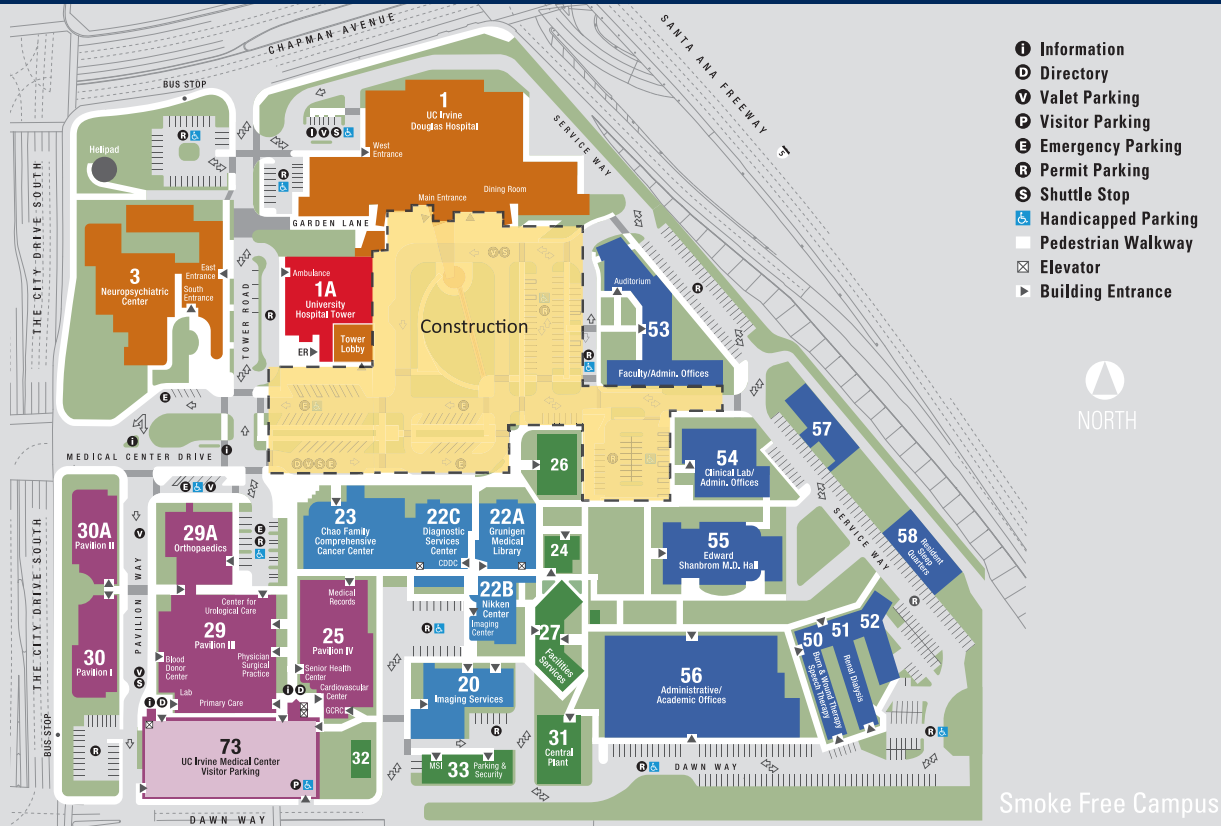 CHAPMAN AVENUE
SANTA ANA FREEWAY
5
BUS STOP
i Information
D Directory
V Valet Parking
P Visitor Parking
E Emergency Parking
R Permit Parking
S Shuttle Stop
Handicapped Parking
Pedestrian Walkway
Elevator
Building Entrance
NORTH
1
UC Irvine
Douglas Hospital
West
Entrance
Main Entrance
Dining Room
SERVICE WAY
R
I V S
R
Helipad
THE CITY DRIVE SOUTH
GARDEN LANE
3
Neuropsychiatric
Center
East
Entrance
South
Entrance
TOWER ROAD
R
Ambulance
1A
University
Hospital Tower
Tower
Lobby
ER
Construction
V S
R
E
E
D V S E
E
R
Auditorium
53
Faculty/Admin. Offices
R
R
E
i
i
MEDICAL CENTER DRIVE
E V
57
54
Clinical Lab/
Admin. Offices
26
30A
Pavilion II
V
29A
Orthopaedics
E
R
23
Chao Family
Comprehensive
Cancer Center
22C
Diagnostic
Services
Center
CDDC
22A
Grunigen
Medical
Library
24
55
Edward
Shanbrom M.D. Hall
SERVICE WAY
58
Resident
Sleep
Quarters
R
THE CITY DRIVE SOUTH
PAVILION WAY
30
Pavilion I
V
S
Center for
Urological Care
29
Pavilion III
Blood
Donor
Center
Physician
Surgical
Practice
Lab
Primary Care
i D
Medical
Records
25
Pavilion IV
Senior Health
Center
Cardiovascular
Center
GCRC
i D
R
22B
Nikken
Center
Imaging
Center
27
Facilities
Services
20
Imaging Services
R
56
Administrative/
Academic Offices
50
Burn & Wound Therapy
Speech Therapy
51
Renal Dialysis
52
R
BUS STOP
R
73
UC Irvine Medical Center
Visitor Parking
P
32
MSI
33
Parking &
Security
31
Central
Plant
R
DAWN WAY
DAWN WAY
Smoke Free Campus